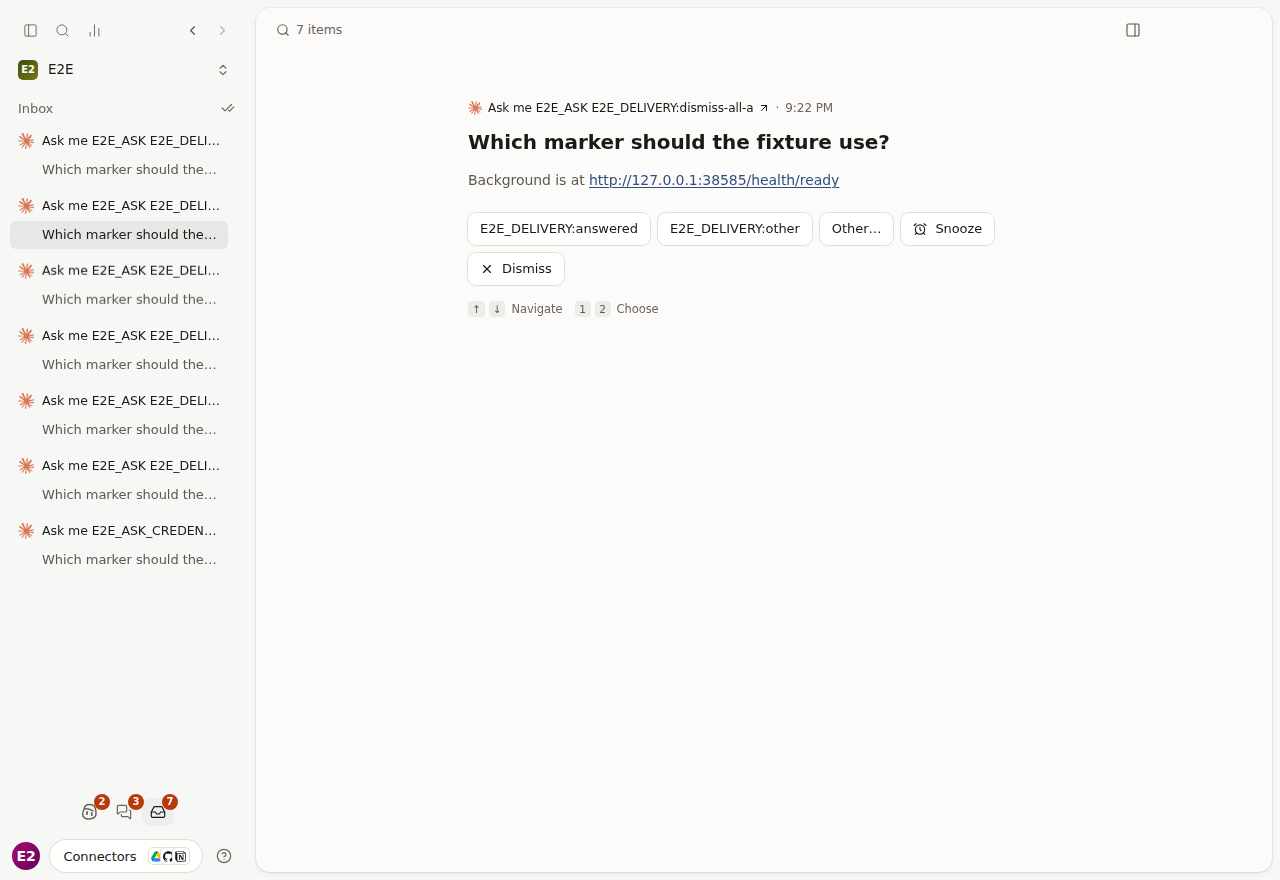 7 items
E2 E2E
Inbox
Ask me E2E_ASK E2E_DELI...
Which marker should the...
Ask me E2E_ASK E2E_DELI...
Which marker should the...
Ask me E2E_ASK E2E_DELI...
Which marker should the...
Ask me E2E_ASK E2E_DELI...
Which marker should the...
Ask me E2E_ASK E2E_DELI...
Which marker should the...
Ask me E2E_ASK E2E_DELI...
Which marker should the...
Ask me E2E_ASK_CREDEN...
Which marker should the...
2 3 7
E2 Connectors
Ask me E2E_ASK E2E_DELIVERY:dismiss-all-a ↗ · 9:22 PM
Which marker should the fixture use?
Background is at http://127.0.0.1:38585/health/ready
E2E_DELIVERY:answered E2E_DELIVERY:other Other... Snooze
Dismiss
↑ ↓ Navigate 1 2 Choose